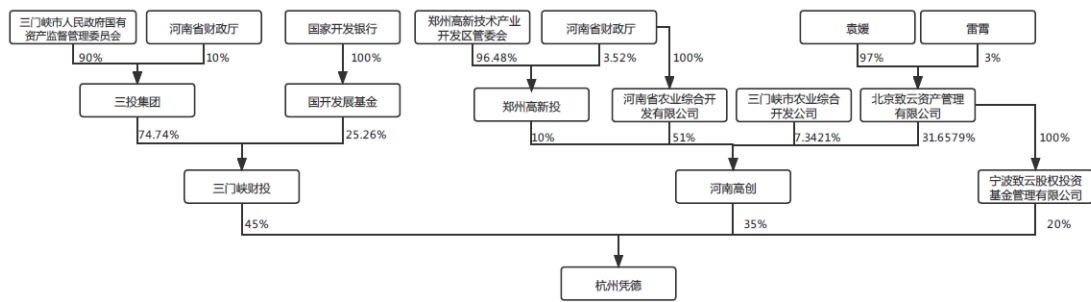 三门峡市人民政府国有
资产监督管理委员会
河南省财政厅
国家开发银行
郑州高新技术产业
开发区管委会
河南省财政厅
袁媛
雷霄
90%
10%
100%
96.48%
3.52%
100%
97%
3%
三投集团
国开发展基金
郑州高新投
河南省农业综合开
发有限公司
三门峡市农业综合
开发公司
北京致云资产管理
有限公司
74.74%
25.26%
10%
51%
7.3421%
31.6579%
100%
三门峡财投
河南高创
宁波致云股权投资
基金管理有限公司
45%
35%
20%
杭州凭德